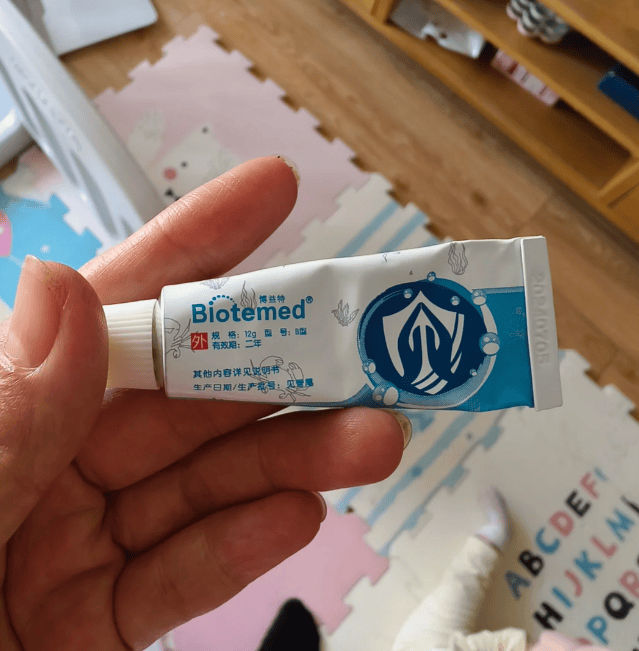 博益特
Biotemed®
外
规 格: 12g 型 号: B型
有效期: 二年
其他内容详见说明书
生产日期/生产批号: 见管尾
ABCDEF
HIJKLM
PQR